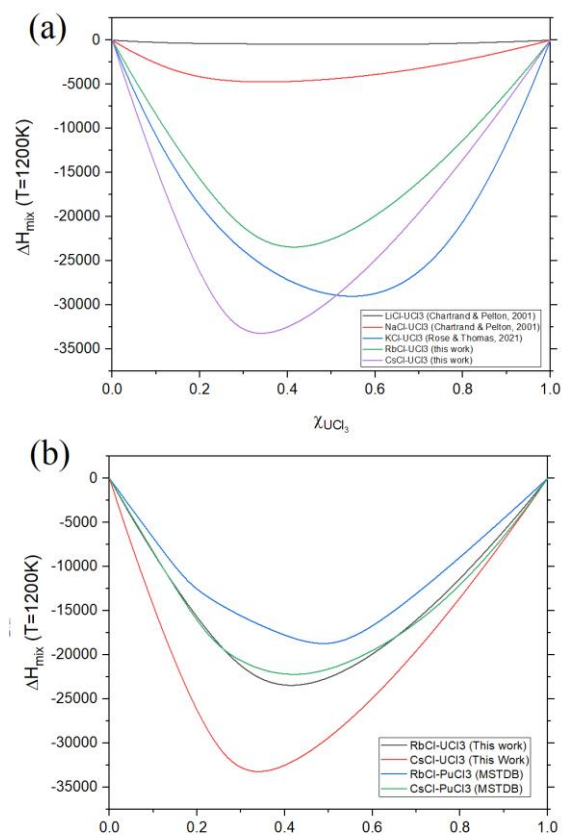 (a)
0
-5000
-10000
-15000
-20000
-25000
-30000
-35000
ΔHmix (T=1200K)
LiCl-UCl3 (Chartrand & Pelton, 2001)
NaCl-UCl3 (Chartrand & Pelton, 2001)
KCl-UCl3 (Rose & Thomas, 2021)
RbCl-UCl3 (this work)
CsCl-UCl3 (this work)
0.0 0.2 0.4 0.6 0.8 1.0
χUCl3
(b)
0
-5000
-10000
-15000
-20000
-25000
-30000
-35000
ΔHmix (T=1200K)
RbCl-UCl3 (This work)
CsCl-UCl3 (This Work)
RbCl-PuCl3 (MSTDB)
CsCl-PuCl3 (MSTDB)
0.0 0.2 0.4 0.6 0.8 1.0